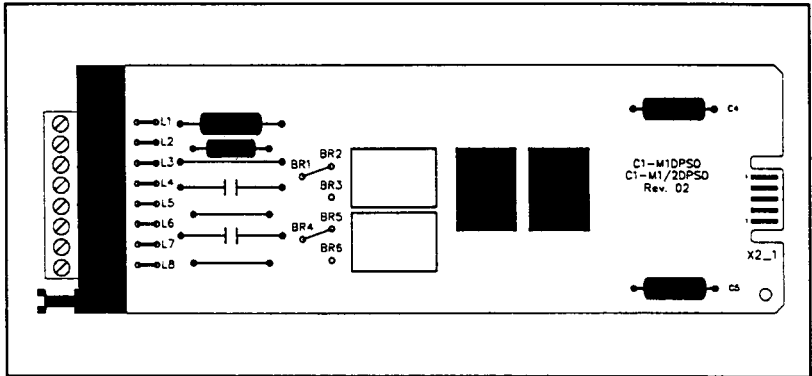 L1
L2
L3
L4
L5
L6
L7
L8
BR1
BR2
BR3
BR4
BR5
BR6
C4
C1-M1DPSO
C1-M1/2DPSO
Rev. 02
X2_1
C5